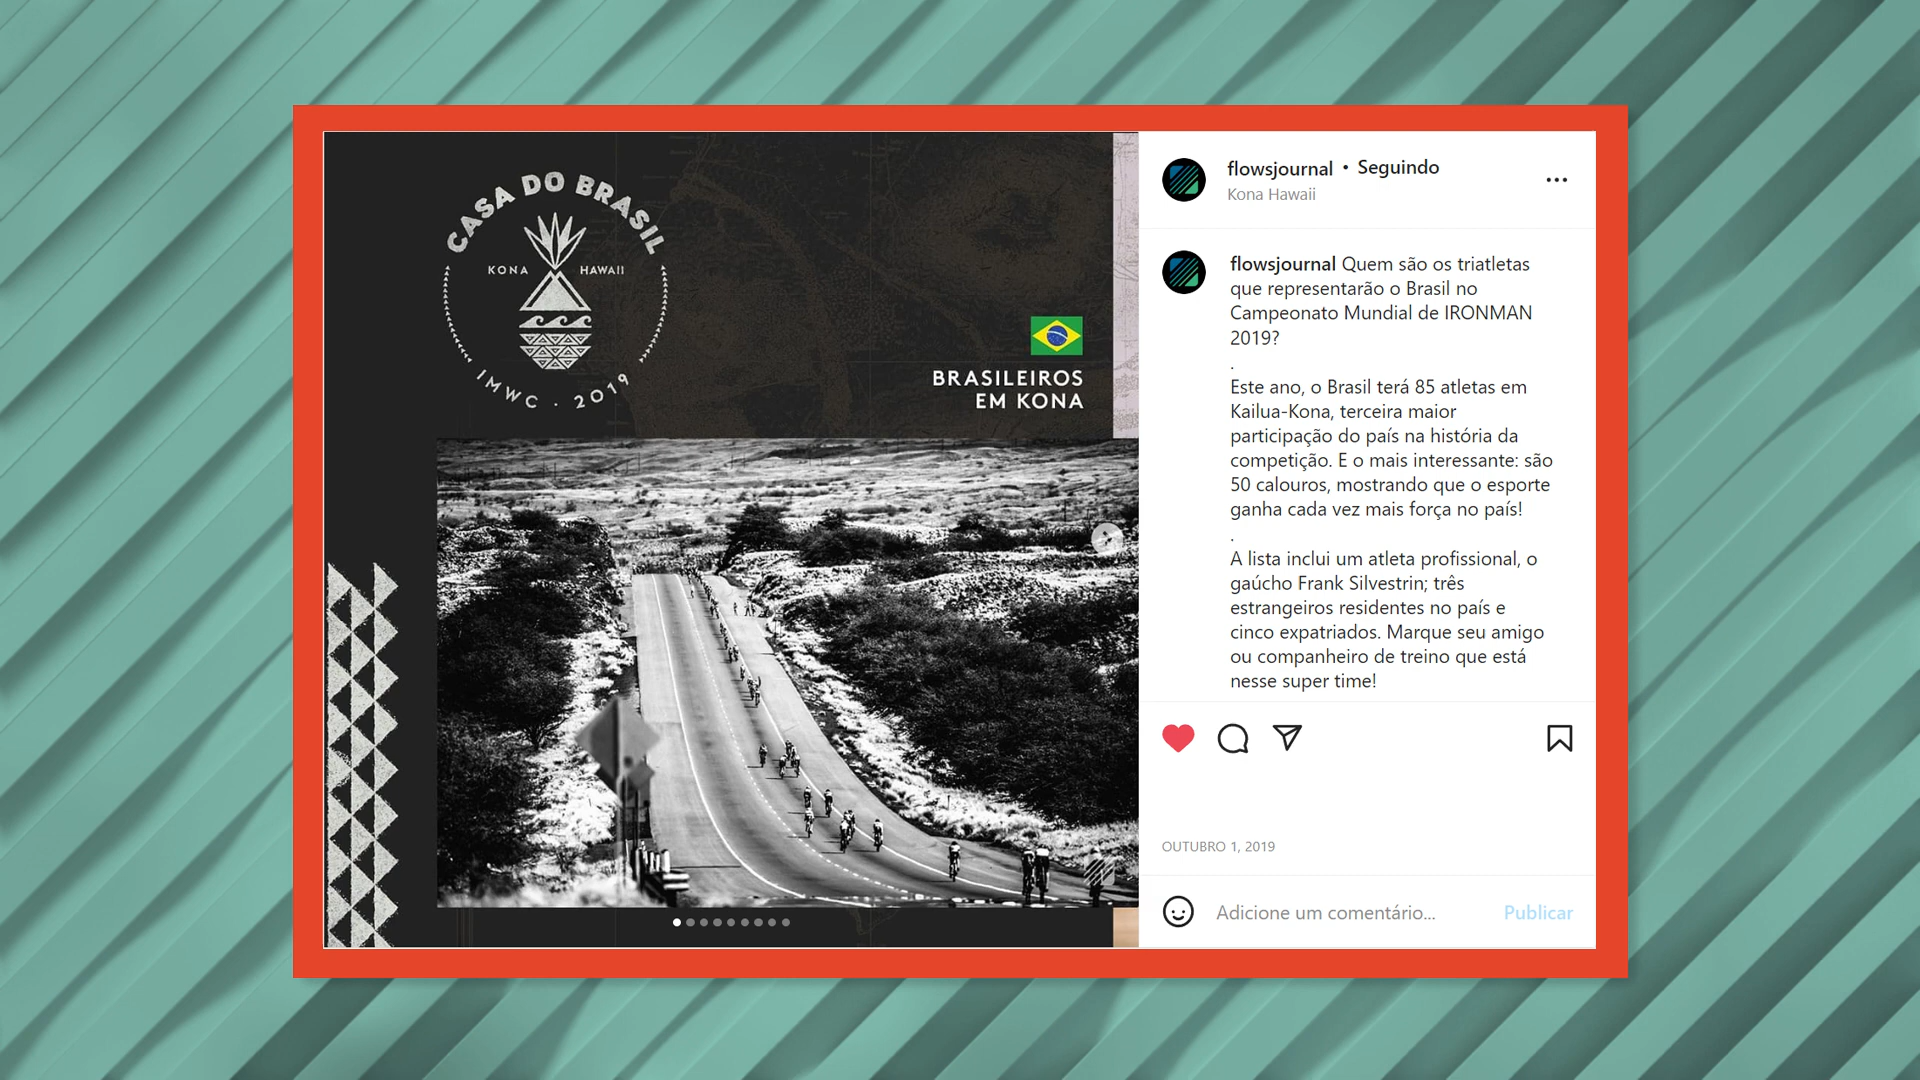 CASA DO BRASIL
KONA HAWAII
IMWC · 2019
BRASILEIROS
EM KONA
flowsjournal • Seguindo
Kona Hawaii
flowsjournal Quem são os triatletas
que representarão o Brasil no
Campeonato Mundial de IRONMAN
2019?
.
Este ano, o Brasil terá 85 atletas em
Kailua-Kona, terceira maior
participação do país na história da
competição. E o mais interessante: são
50 calouros, mostrando que o esporte
ganha cada vez mais força no país!
.
A lista inclui um atleta profissional, o
gaúcho Frank Silvestrin; três
estrangeiros residentes no país e
cinco expatriados. Marque seu amigo
ou companheiro de treino que está
nesse super time!
OUTUBRO 1, 2019
Adicione um comentário... Publicar